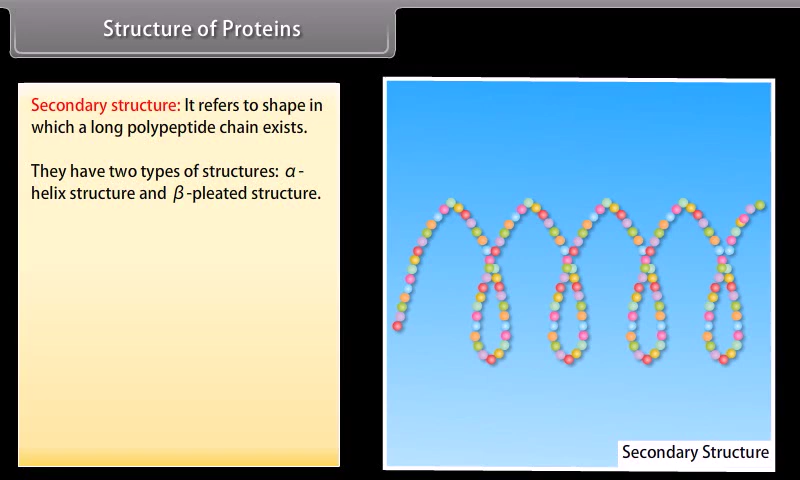 Structure of Proteins
Secondary structure: It refers to shape in
which a long polypeptide chain exists.
They have two types of structures: α-
helix structure and β-pleated structure.
Secondary Structure